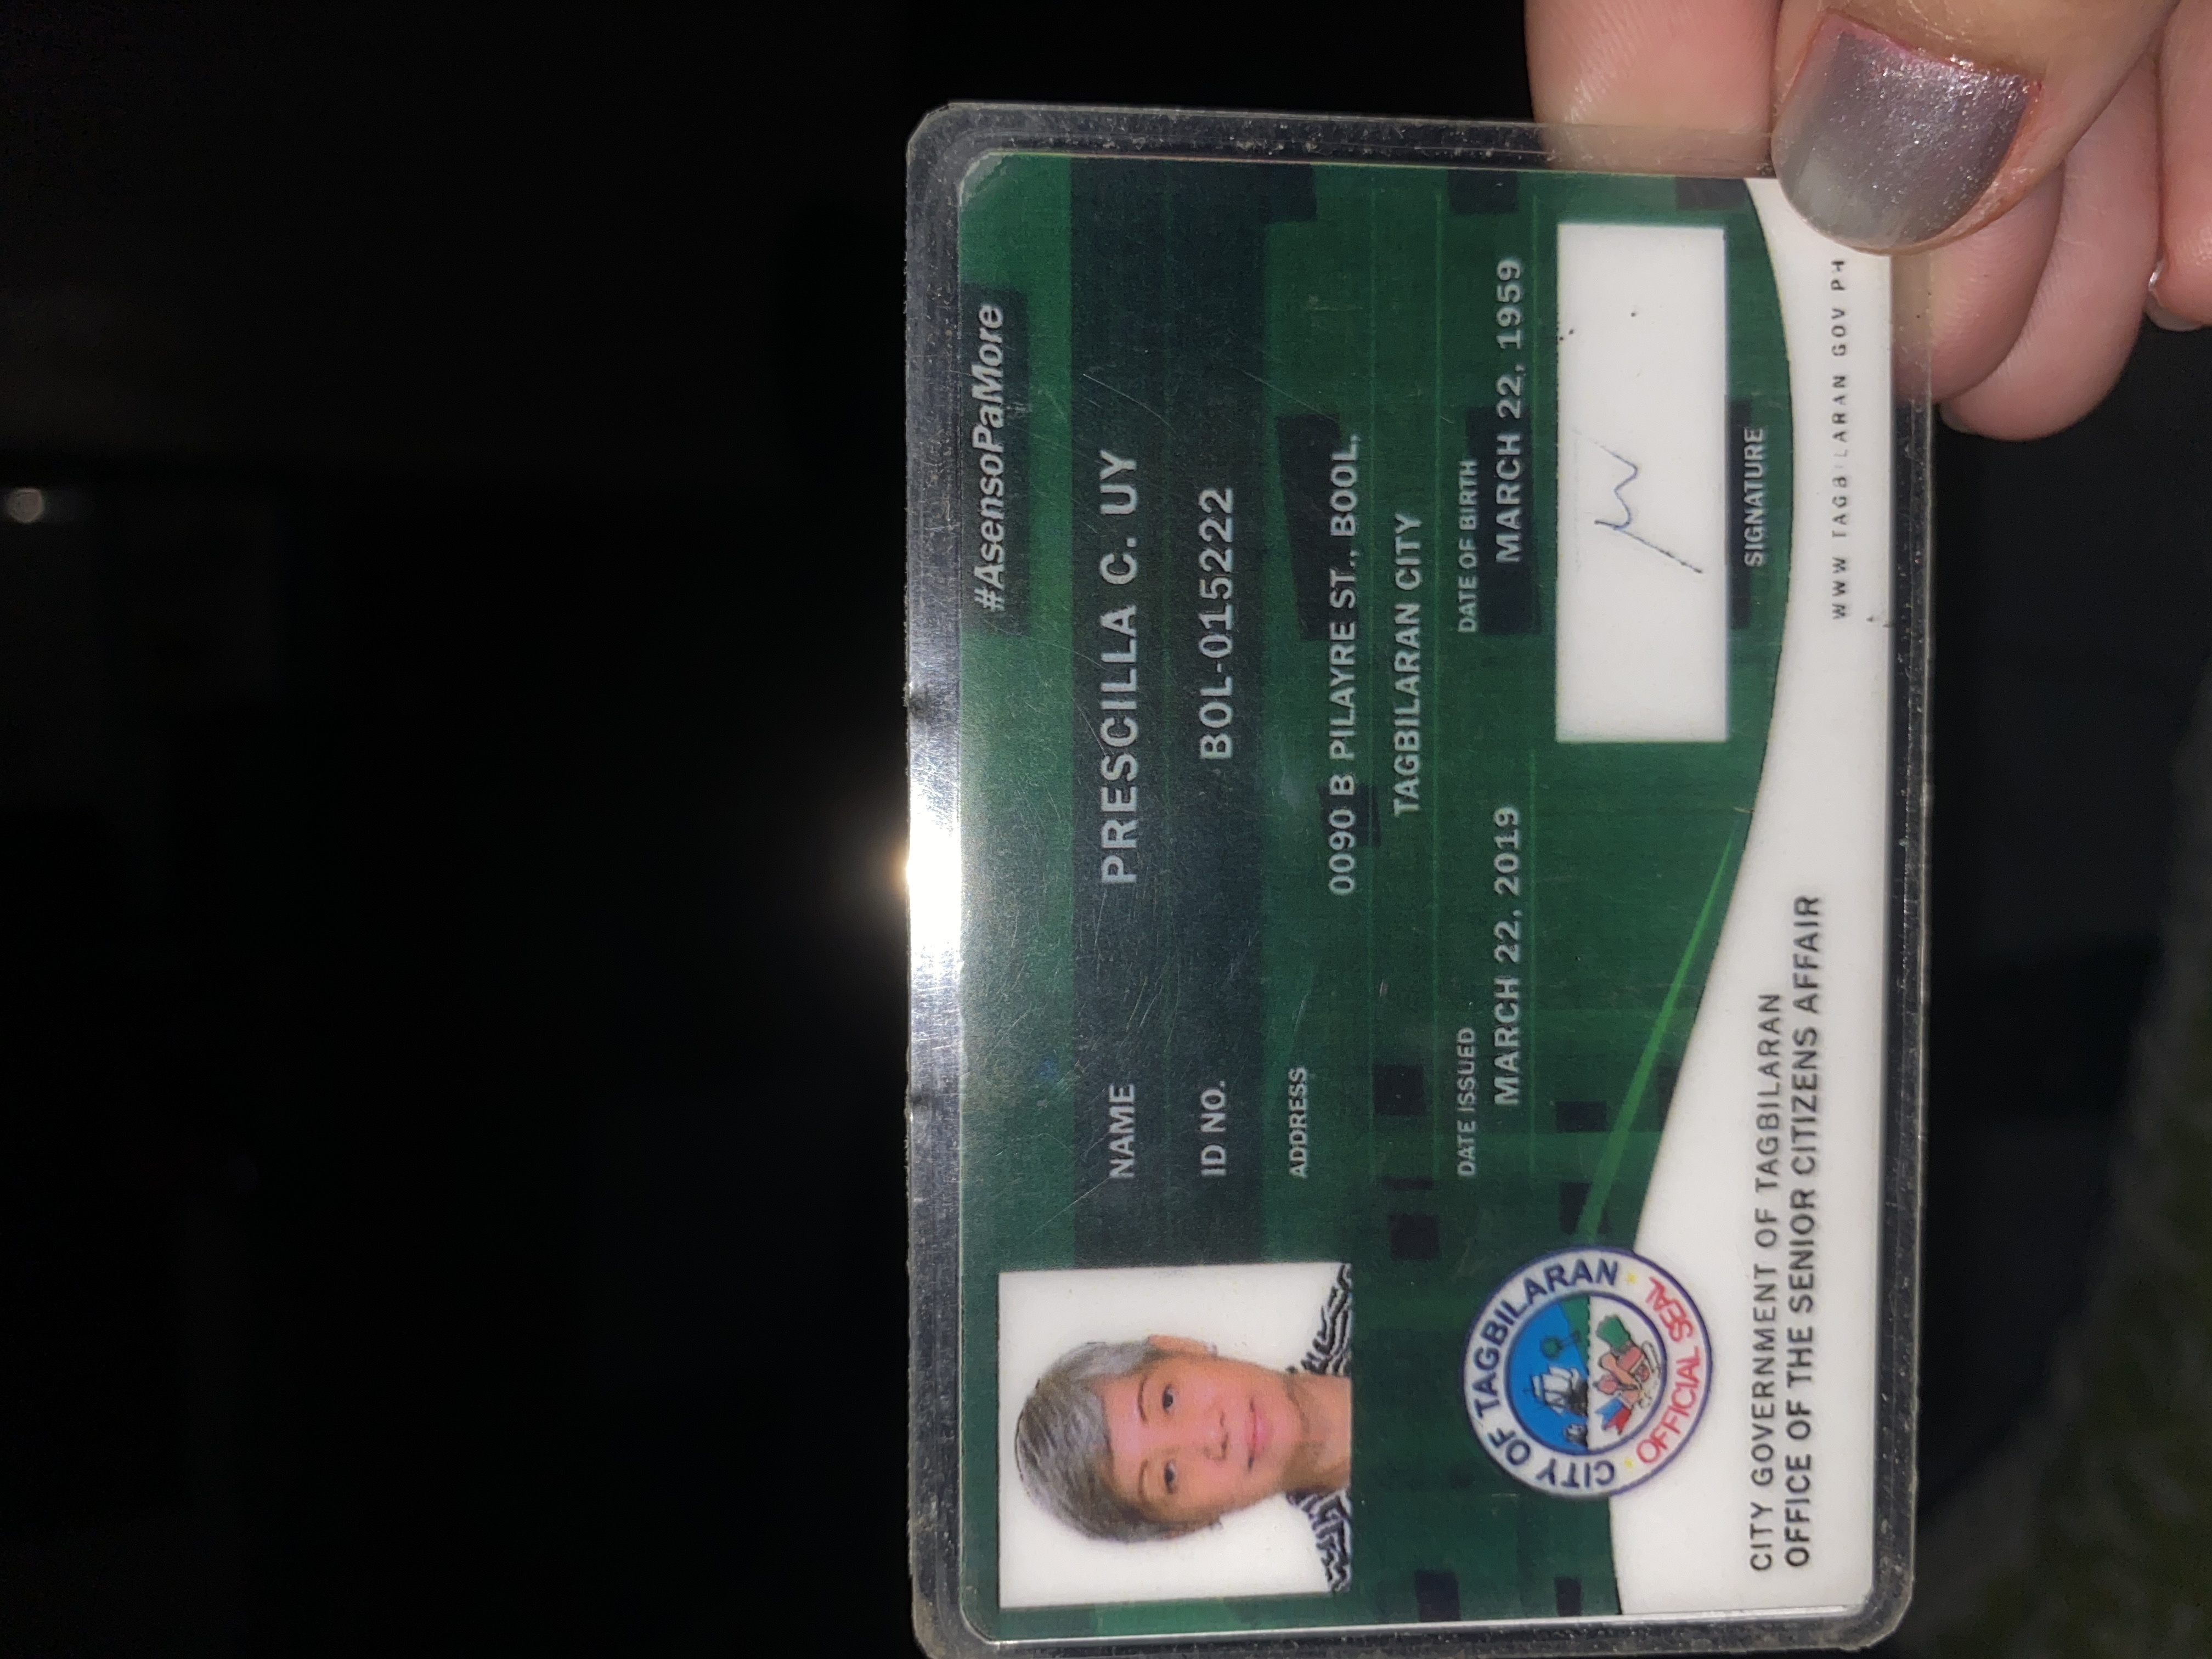 #AsensoPaMore
NAME PRESCILLA C. UY
ID NO. BOL-015222
ADDRESS
0090 B PILAYRE ST., BOOL,
TAGBILARAN CITY
DATE ISSUED DATE OF BIRTH
MARCH 22, 2019 MARCH 22, 1959
CITY OF TAGBILARAN
OFFICIAL SEAL
SIGNATURE
CITY GOVERNMENT OF TAGBILARAN
OFFICE OF THE SENIOR CITIZENS AFFAIR
WWW TAGBILARAN GOV PH